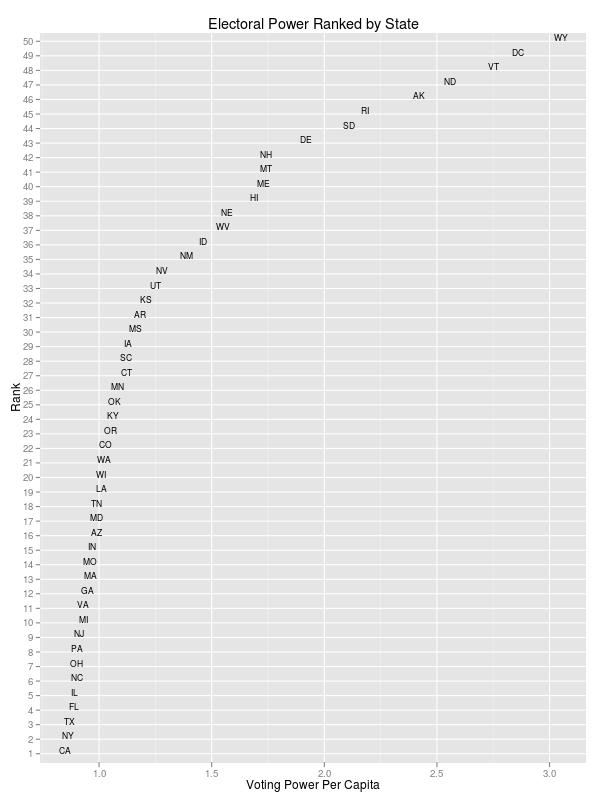 Electoral Power Ranked by State
WY
50
DC
49
VT
48
ND
47
AK
46
RI
45
SD
44
DE
43
NH
42
MT
41
ME
40
HI
39
NE
38
WV
37
ID
36
NM
35
NV
34
UT
33
KS
32
AR
31
MS
30
IA
29
SC
28
CT
27
MN
26
OK
25
KY
24
OR
23
CO
22
WA
21
WI
20
LA
19
TN
18
MD
17
AZ
16
IN
15
MO
14
MA
13
GA
12
VA
11
MI
10
NJ
9
PA
8
OH
7
NC
6
IL
5
FL
4
TX
3
NY
2
CA
1
Rank
1.0 1.5 2.0 2.5 3.0
Voting Power Per Capita